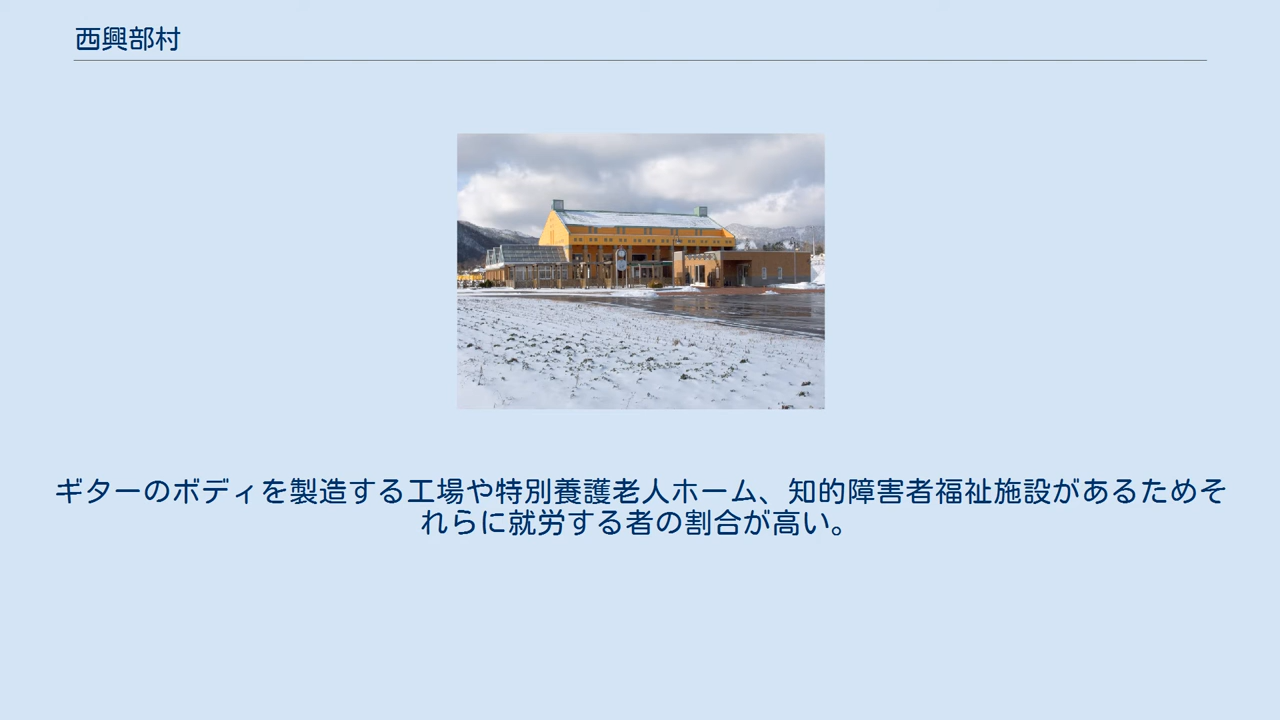 西興部村
ギターのボディを製造する工場や特別養護老人ホーム、知的障害者福祉施設があるためそ
れらに就労する者の割合が高い。